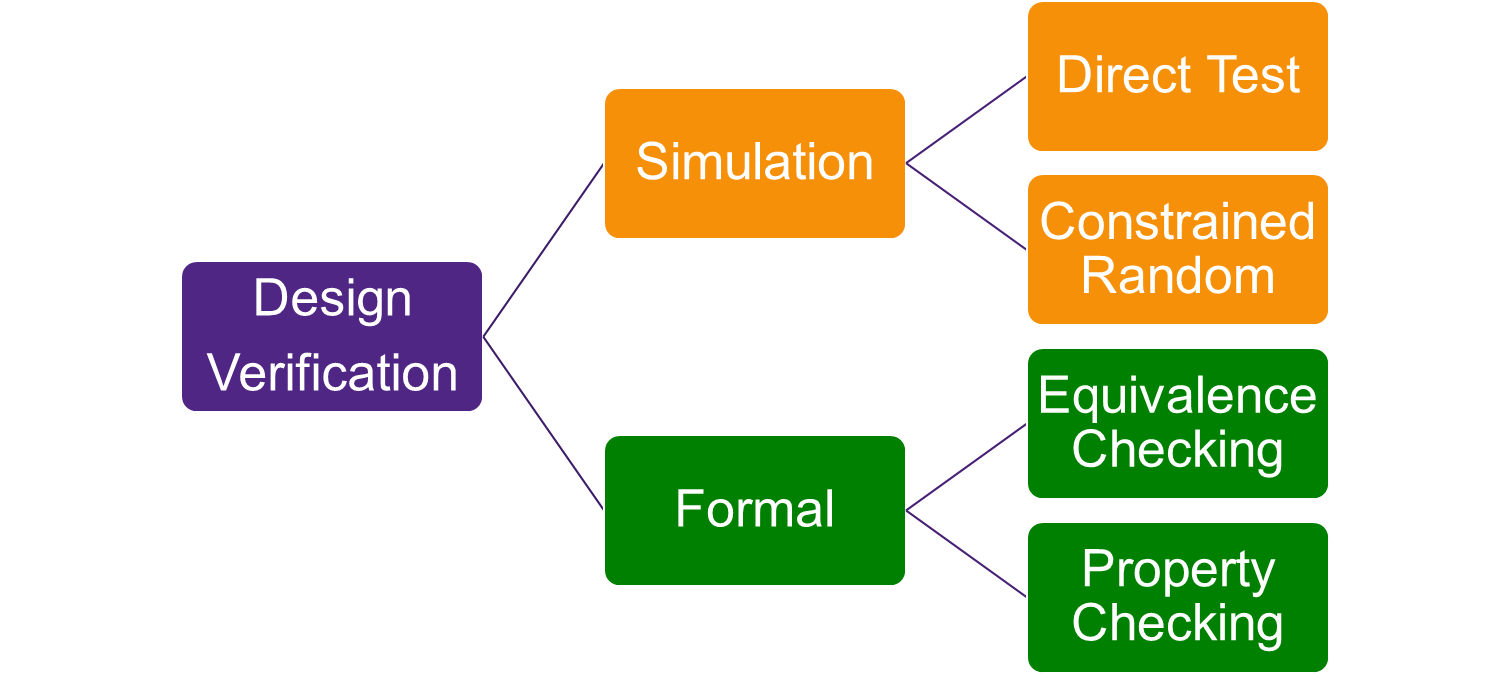 Design
Verification
Simulation
Formal
Direct Test
Constrained
Random
Equivalence
Checking
Property
Checking